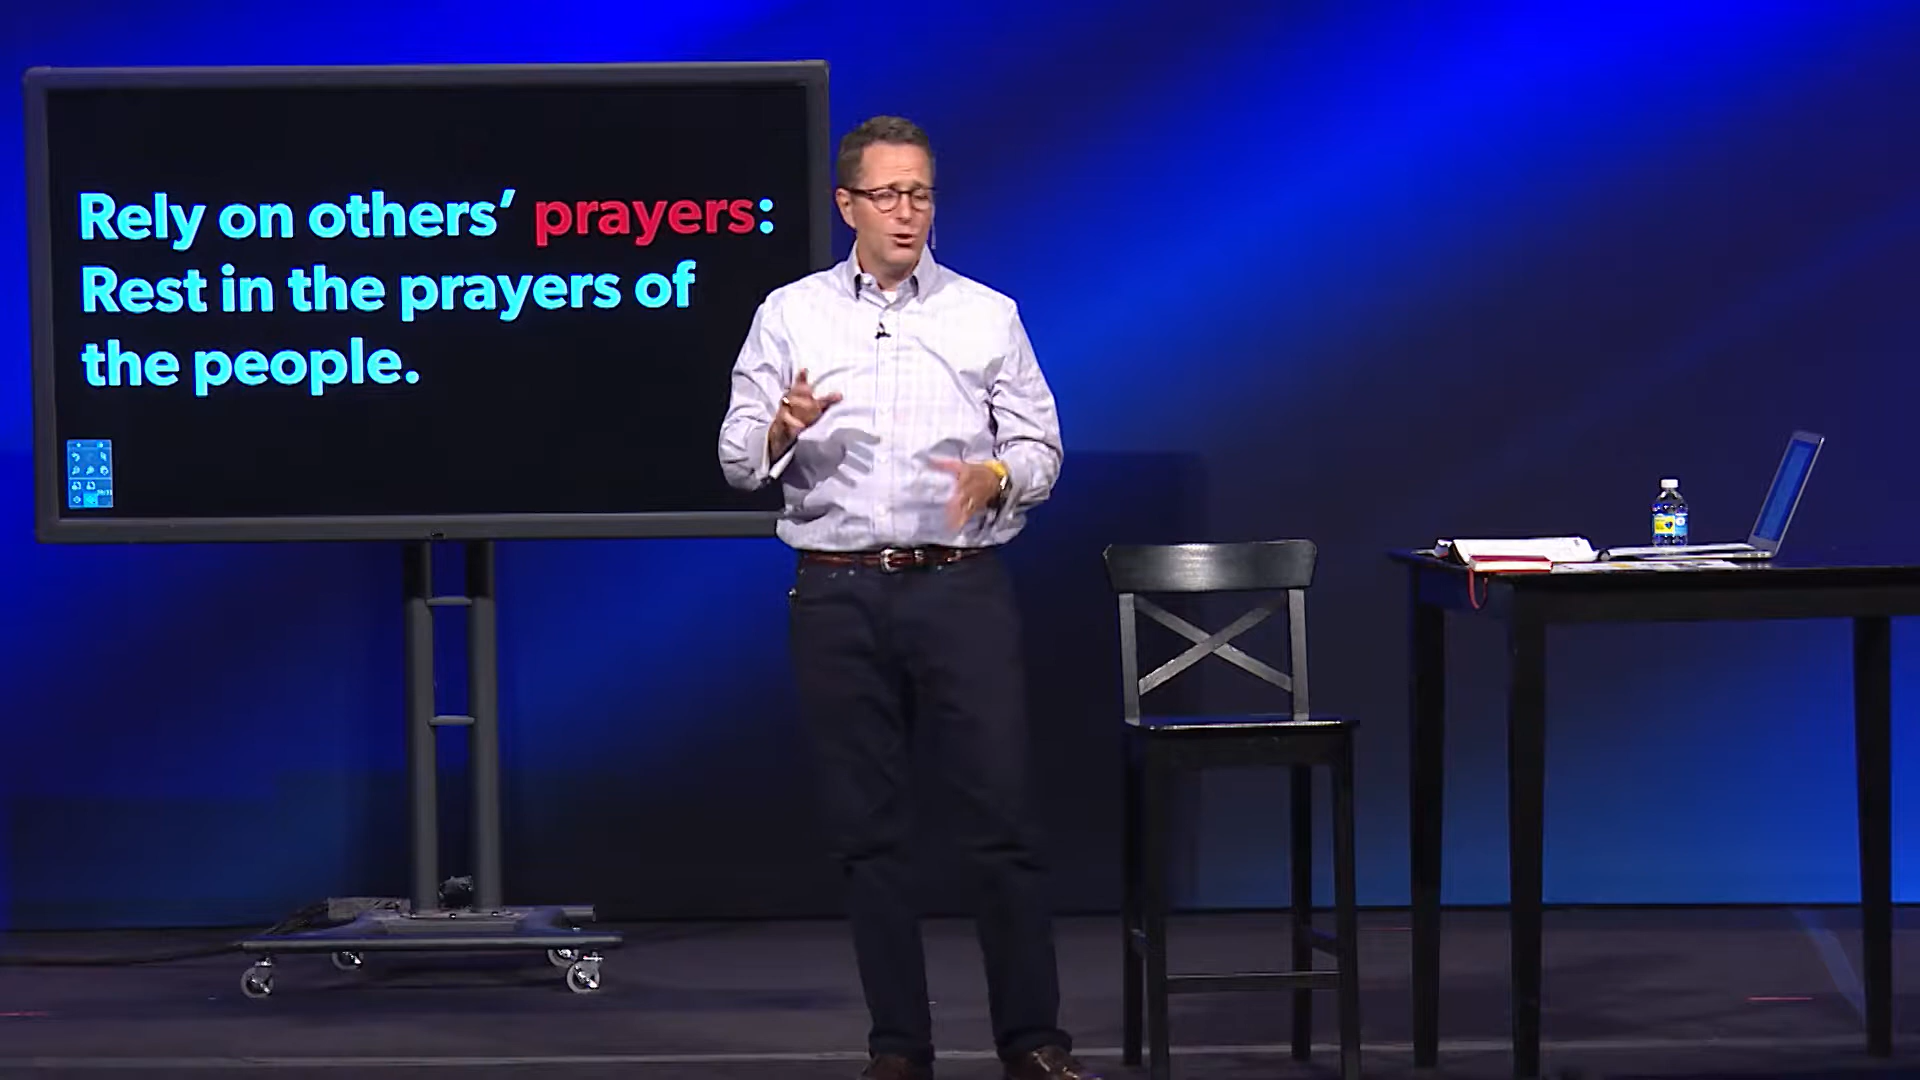 Rely on others’ prayers:
Rest in the prayers of
the people.